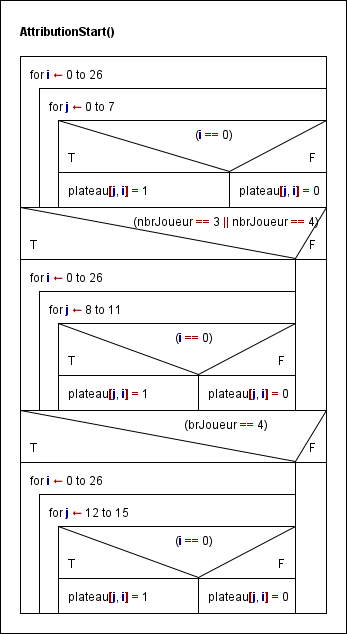 AttributionStart()
for i ← 0 to 26
for j ← 0 to 7
(i == 0)
T F
plateau[j, i] = 1 plateau[j, i] = 0
(nbrJoueur == 3 || nbrJoueur == 4)
T F
for i ← 0 to 26
for j ← 8 to 11
(i == 0)
T F
plateau[j, i] = 1 plateau[j, i] = 0
(brJoueur == 4)
T F
for i ← 0 to 26
for j ← 12 to 15
(i == 0)
T F
plateau[j, i] = 1 plateau[j, i] = 0